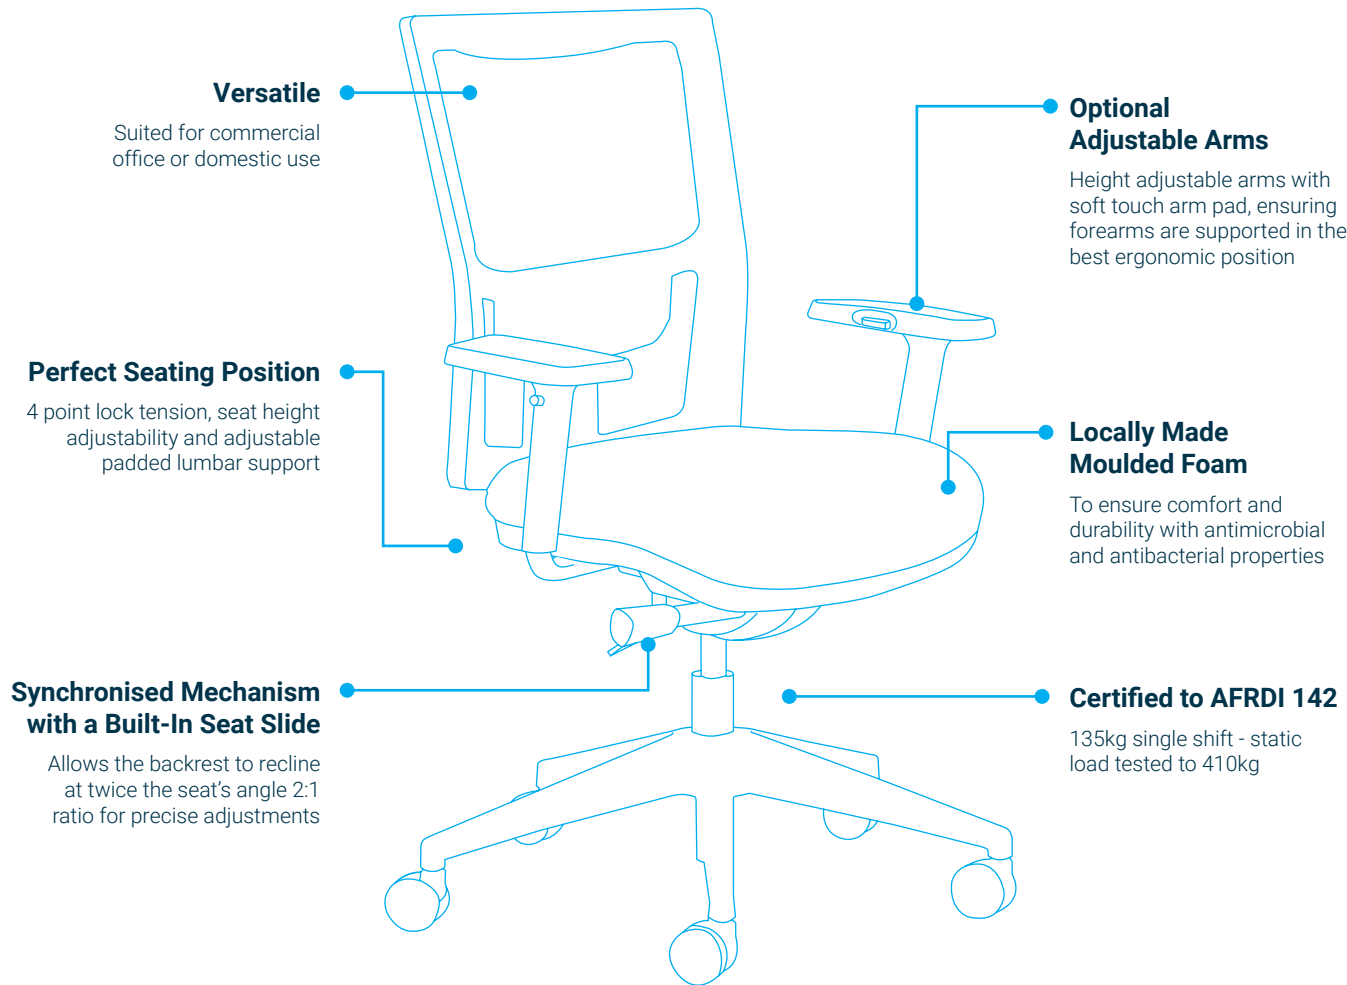 Versatile
Suited for commercial
office or domestic use
Perfect Seating Position
4 point lock tension, seat height
adjustability and adjustable
padded lumbar support
Synchronised Mechanism
with a Built-In Seat Slide
Allows the backrest to recline
at twice the seat's angle 2:1
ratio for precise adjustments
Optional
Adjustable Arms
Height adjustable arms with
soft touch arm pad, ensuring
forearms are supported in the
best ergonomic position
Locally Made
Moulded Foam
To ensure comfort and
durability with antimicrobial
and antibacterial properties
Certified to AFRDI 142
135kg single shift - static
load tested to 410kg